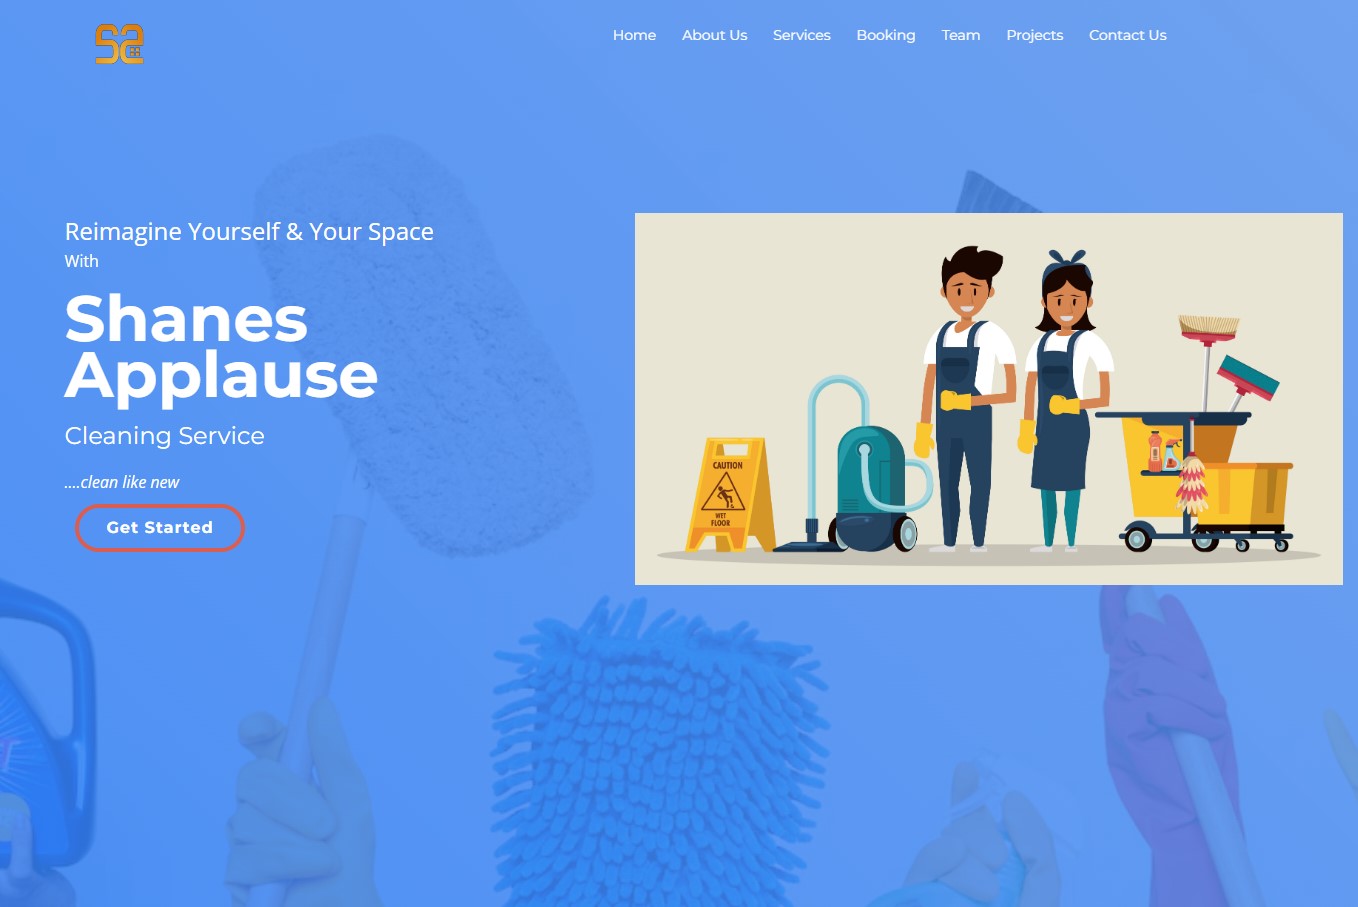 Home About Us Services Booking Team Projects Contact Us
Reimagine Yourself & Your Space
With
Shanes
Applause
Cleaning Service
....clean like new
Get Started
CAUTION
WET
FLOOR